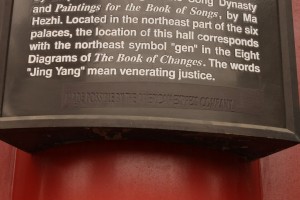 Song Dynasty
and Paintings for the Book of Songs, by Ma
Hezhi. Located in the northeast part of the six
palaces, the location of this hall corresponds
with the northeast symbol "gen" in the Eight
Diagrams of The Book of Changes. The words
"Jing Yang" mean venerating justice.